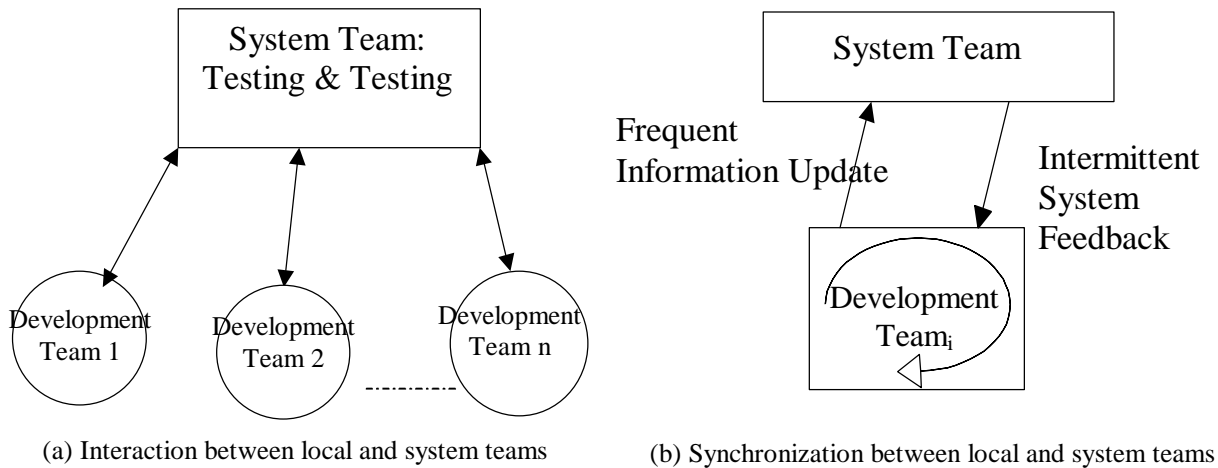 System Team:
Testing & Testing
Development
Team 1
Development
Team 2
Development
Team n
(a) Interaction between local and system teams
System Team
Frequent
Information Update
Intermittent
System
Feedback
Development
Teamᵢ
(b) Synchronization between local and system teams